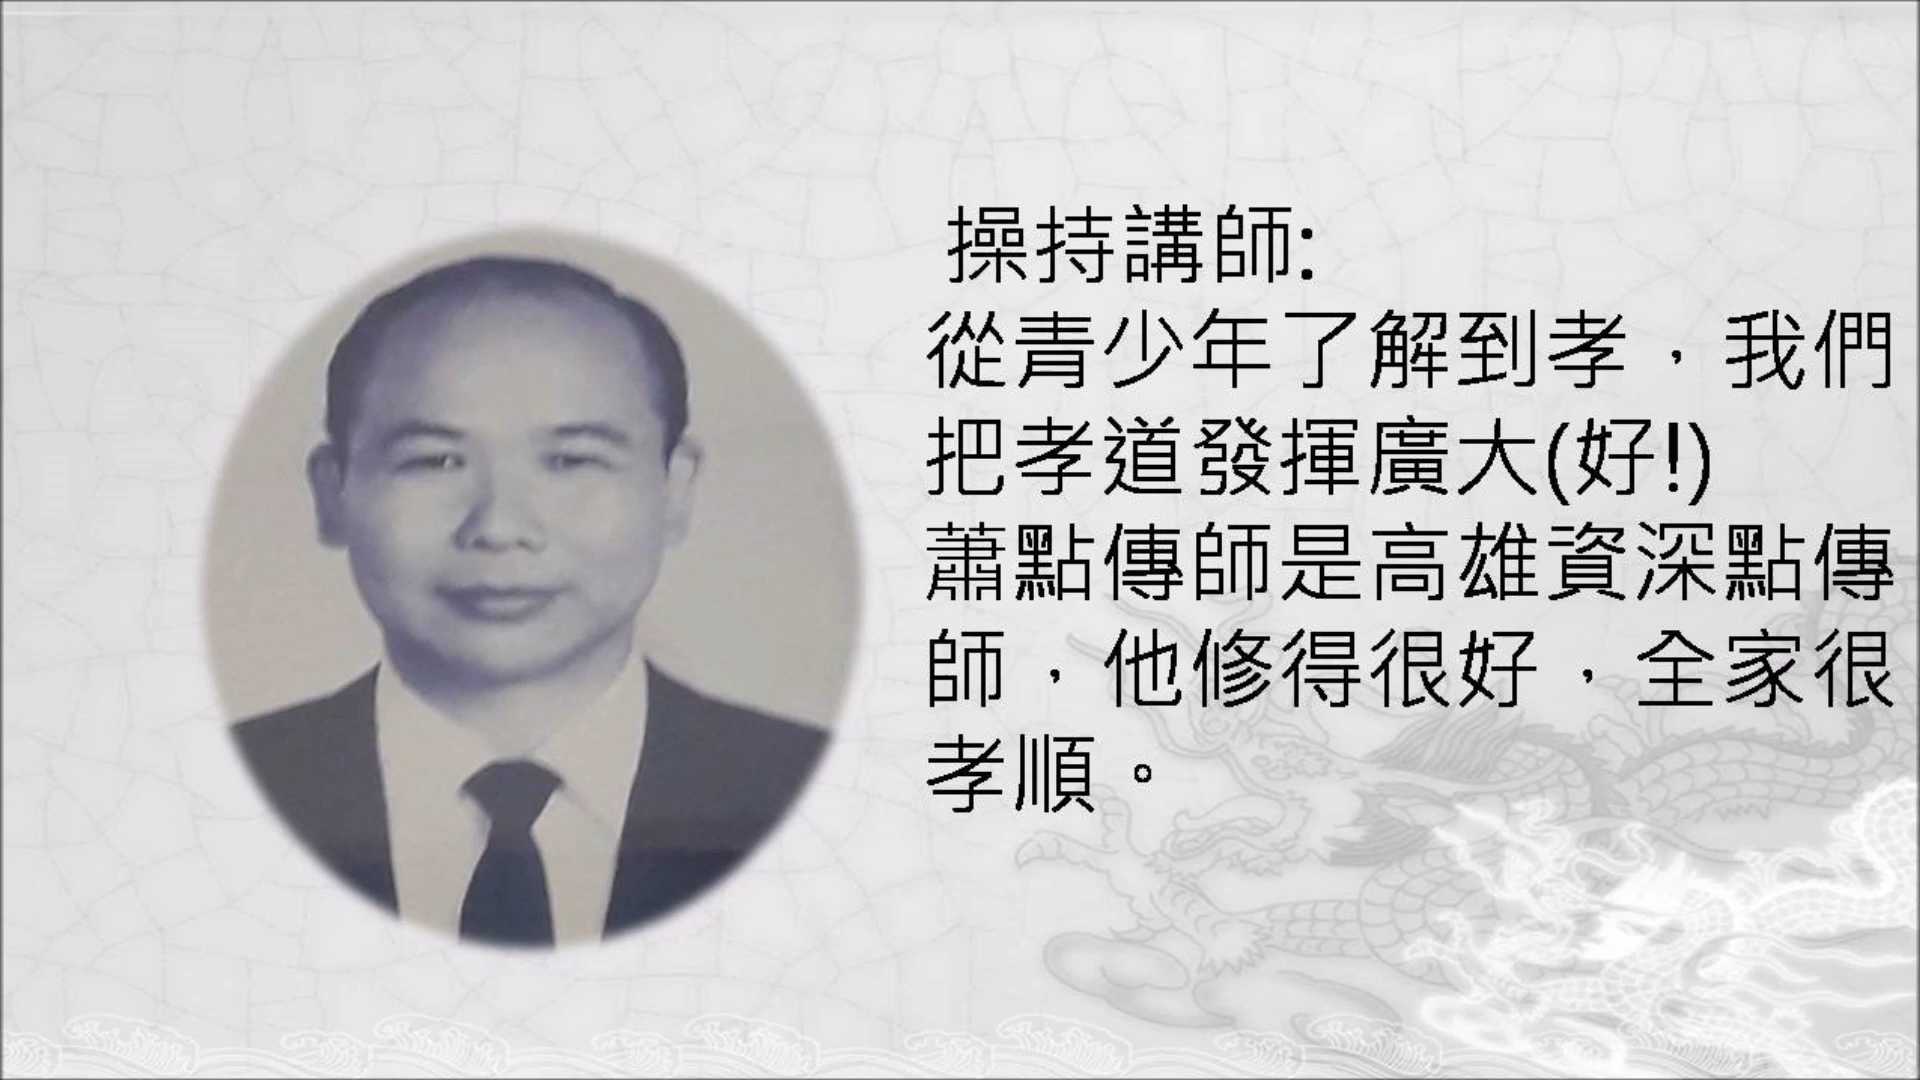 操持講師:
從青少年了解到孝，我們
把孝道發揮廣大(好!)
蕭點傳師是高雄資深點傳
師，他修得很好，全家很
孝順。